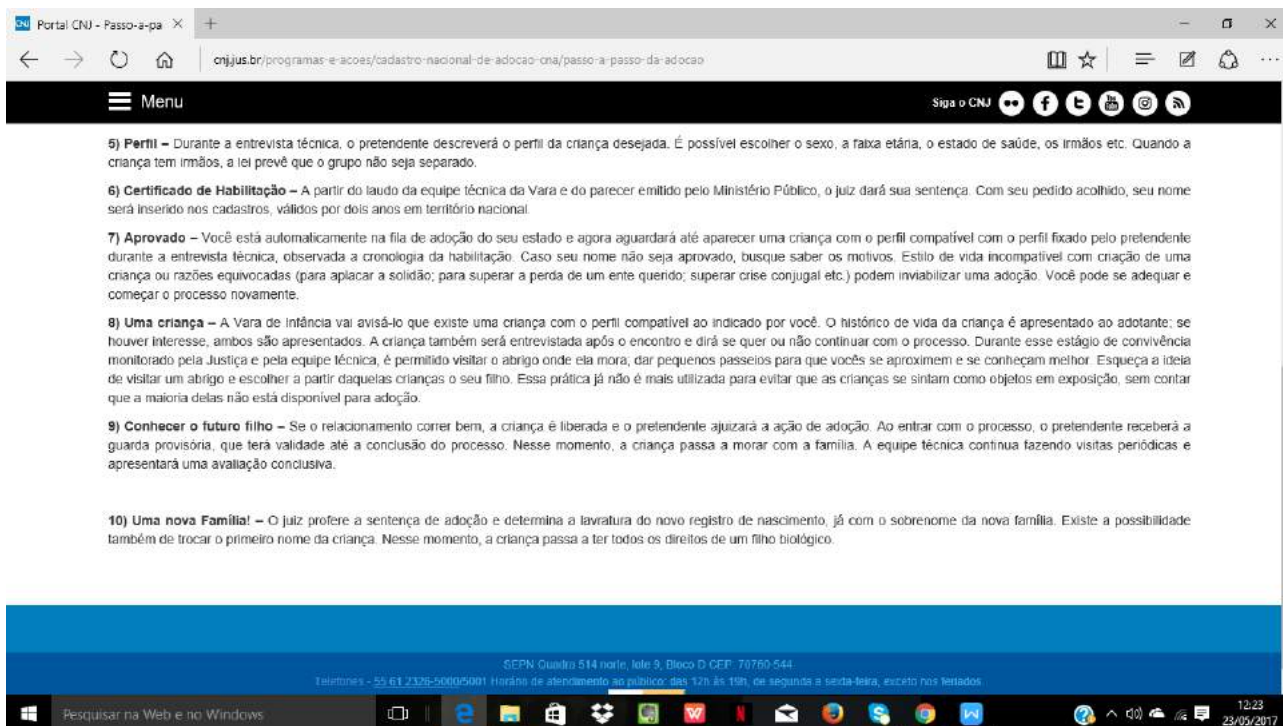 Portal CNJ - Passo-a-pa
cnj.jus.br/programas-e-acoes/cadastro-nacional-de-adocao-cna/passo-a-passo-da-adocao
Menu
Siga o CNJ
5) Perfil – Durante a entrevista técnica, o pretendente descreverá o perfil da criança desejada. É possível escolher o sexo, a faixa etária, o estado de saúde, os irmãos etc. Quando a
criança tem irmãos, a lei prevê que o grupo não seja separado.
6) Certificado de Habilitação – A partir do laudo da equipe técnica da Vara e do parecer emitido pelo Ministério Público, o juiz dará sua sentença. Com seu pedido acolhido, seu nome
será inserido nos cadastros, válidos por dois anos em território nacional.
7) Aprovado – Você está automaticamente na fila de adoção do seu estado e agora aguardará até aparecer uma criança com o perfil compatível com o perfil fixado pelo pretendente
durante a entrevista técnica, observada a cronologia da habilitação. Caso seu nome não seja aprovado, busque saber os motivos. Estilo de vida incompatível com criação de uma
criança ou razões equivocadas (para aplacar a solidão; para superar a perda de um ente querido; superar crise conjugal etc.) podem inviabilizar uma adoção. Você pode se adequar e
começar o processo novamente.
8) Uma criança – A Vara de Infância vai avisá-lo que existe uma criança com o perfil compatível ao indicado por você. O histórico de vida da criança é apresentado ao adotante; se
houver interesse, ambos são apresentados. A criança também será entrevistada após o encontro e dirá se quer ou não continuar com o processo. Durante esse estágio de convivência
monitorado pela Justiça e pela equipe técnica, é permitido visitar o abrigo onde ela mora; dar pequenos passeios para que vocês se aproximem e se conheçam melhor. Esqueça a ideia
de visitar um abrigo e escolher a partir daquelas crianças o seu filho. Essa prática já não é mais utilizada para evitar que as crianças se sintam como objetos em exposição, sem contar
que a maioria delas não está disponível para adoção.
9) Conhecer o futuro filho – Se o relacionamento correr bem, a criança é liberada e o pretendente ajuizará a ação de adoção. Ao entrar com o processo, o pretendente receberá a
guarda provisória, que terá validade até a conclusão do processo. Nesse momento, a criança passa a morar com a família. A equipe técnica continua fazendo visitas periódicas e
apresentará uma avaliação conclusiva.
10) Uma nova Família! – O juiz profere a sentença de adoção e determina a lavratura do novo registro de nascimento, já com o sobrenome da nova família. Existe a possibilidade
também de trocar o primeiro nome da criança. Nesse momento, a criança passa a ter todos os direitos de um filho biológico.
SEPN Quadra 514 norte, lote 9, Bloco D CEP: 70760-544
Telefones - 55 61 2326-5000/5001 Horário de atendimento ao público: das 12h às 19h, de segunda a sexta-feira, exceto nos feriados.
Pesquisar na Web e no Windows
12:23
23/05/201